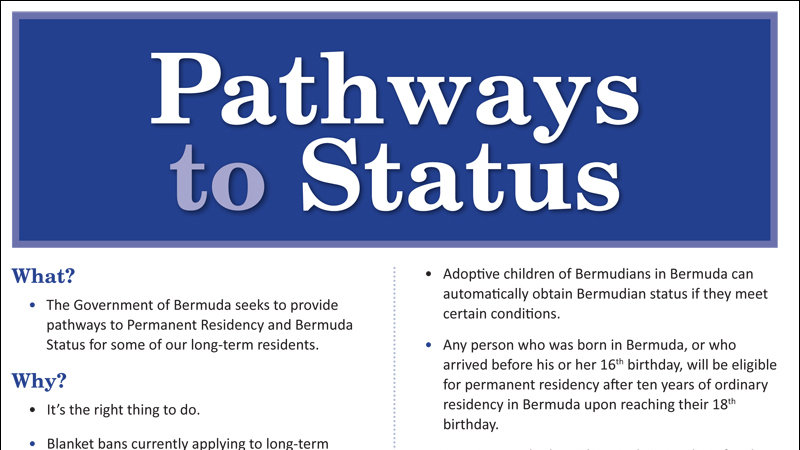 Pathways
to Status
What?
• The Government of Bermuda seeks to provide
pathways to Permanent Residency and Bermuda
Status for some of our long-term residents.
Why?
• It's the right thing to do.
• Blanket bans currently applying to long-term
• Adoptive children of Bermudians in Bermuda can
automatically obtain Bermudian status if they meet
certain conditions.
• Any person who was born in Bermuda, or who
arrived before his or her 16th birthday, will be eligible
for permanent residency after ten years of ordinary
residency in Bermuda upon reaching their 18th
birthday.